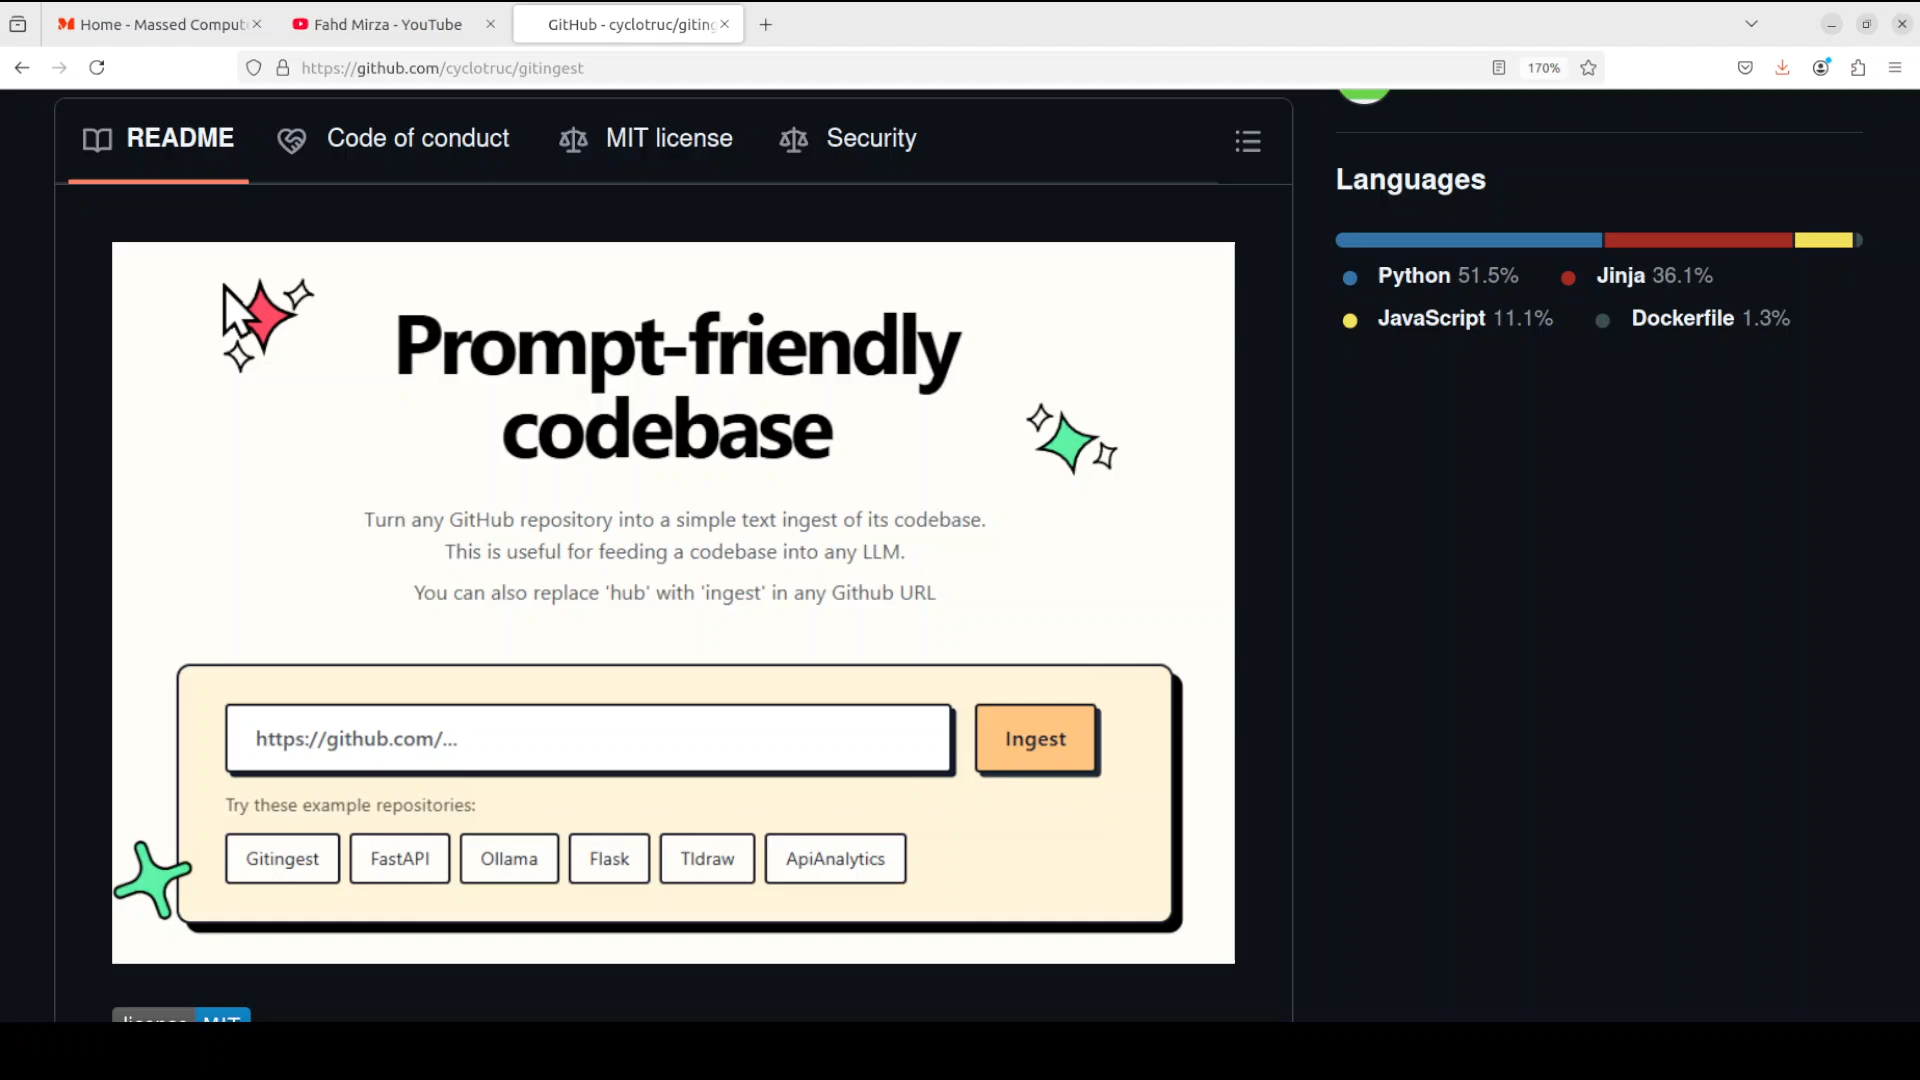 Home - Massed Compute
Fahd Mirza - YouTube
GitHub - cyclotruc/giting
https://github.com/cyclotruc/gitingest
170%
README
Code of conduct
MIT license
Security
Languages
Python 51.5%
Jinja 36.1%
JavaScript 11.1%
Dockerfile 1.3%
Prompt-friendly
codebase
Turn any GitHub repository into a simple text ingest of its codebase.
This is useful for feeding a codebase into any LLM.
You can also replace 'hub' with 'ingest' in any Github URL
https://github.com/...
Ingest
Try these example repositories:
Gitingest
FastAPI
Ollama
Flask
Tldraw
ApiAnalytics
license MIT